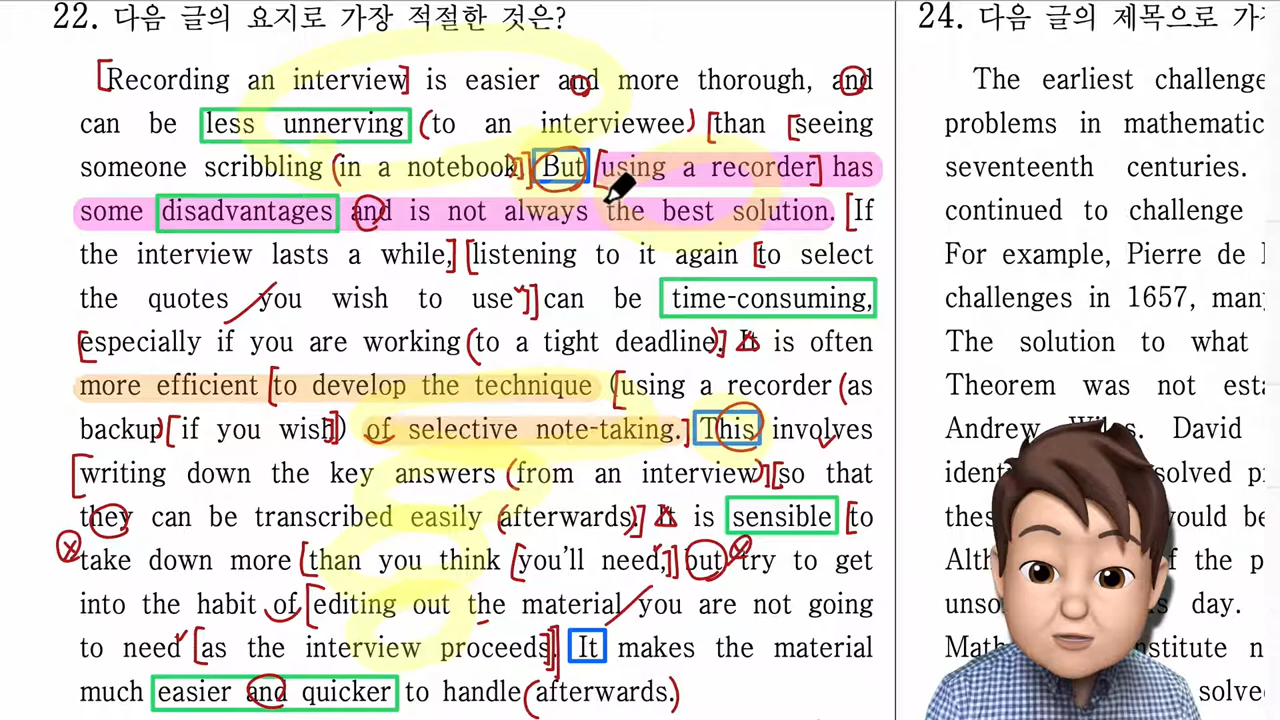 22. 다음 글의 요지로 가장 적절한 것은?
Recording an interview is easier and more thorough, and
can be less unnerving (to an interviewee) than seeing
someone scribbling in a notebook. But using a recorder has
some disadvantages and is not always the best solution. If
the interview lasts a while, listening to it again to select
the quotes you wish to use can be time-consuming,
especially if you are working to a tight deadline. It is often
more efficient to develop the technique (using a recorder as
backup if you wish) of selective note-taking. This involves
writing down the key answers from an interview so that
they can be transcribed easily afterwards. It is sensible to
take down more than you think you'll need, but try to get
into the habit of editing out the material you are not going
to need as the interview proceeds. It makes the material
much easier and quicker to handle afterwards.
24. 다음 글의 제목으로
The earliest challenge
problems in mathematic
seventeenth centuries.
continued to challenge
For example, Pierre de
challenges in 1657, man
The solution to what
Theorem was not est
Andrew David
solved
would be
of the
day.